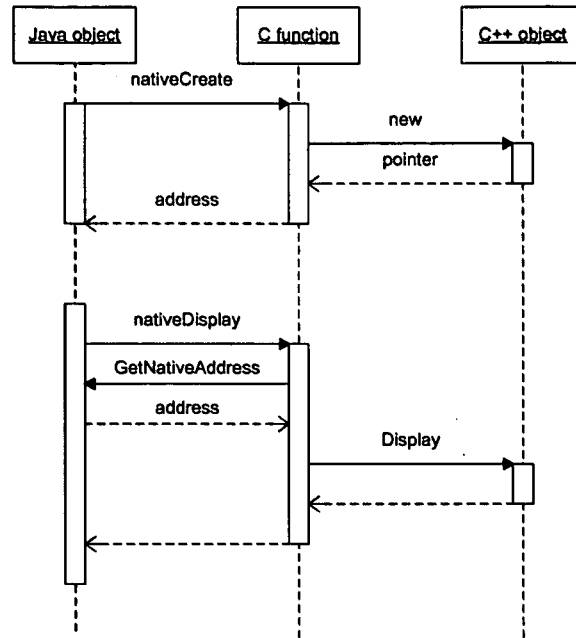 Java object
C function
C++ object
nativeCreate
new
pointer
address
nativeDisplay
GetNativeAddress
address
Display